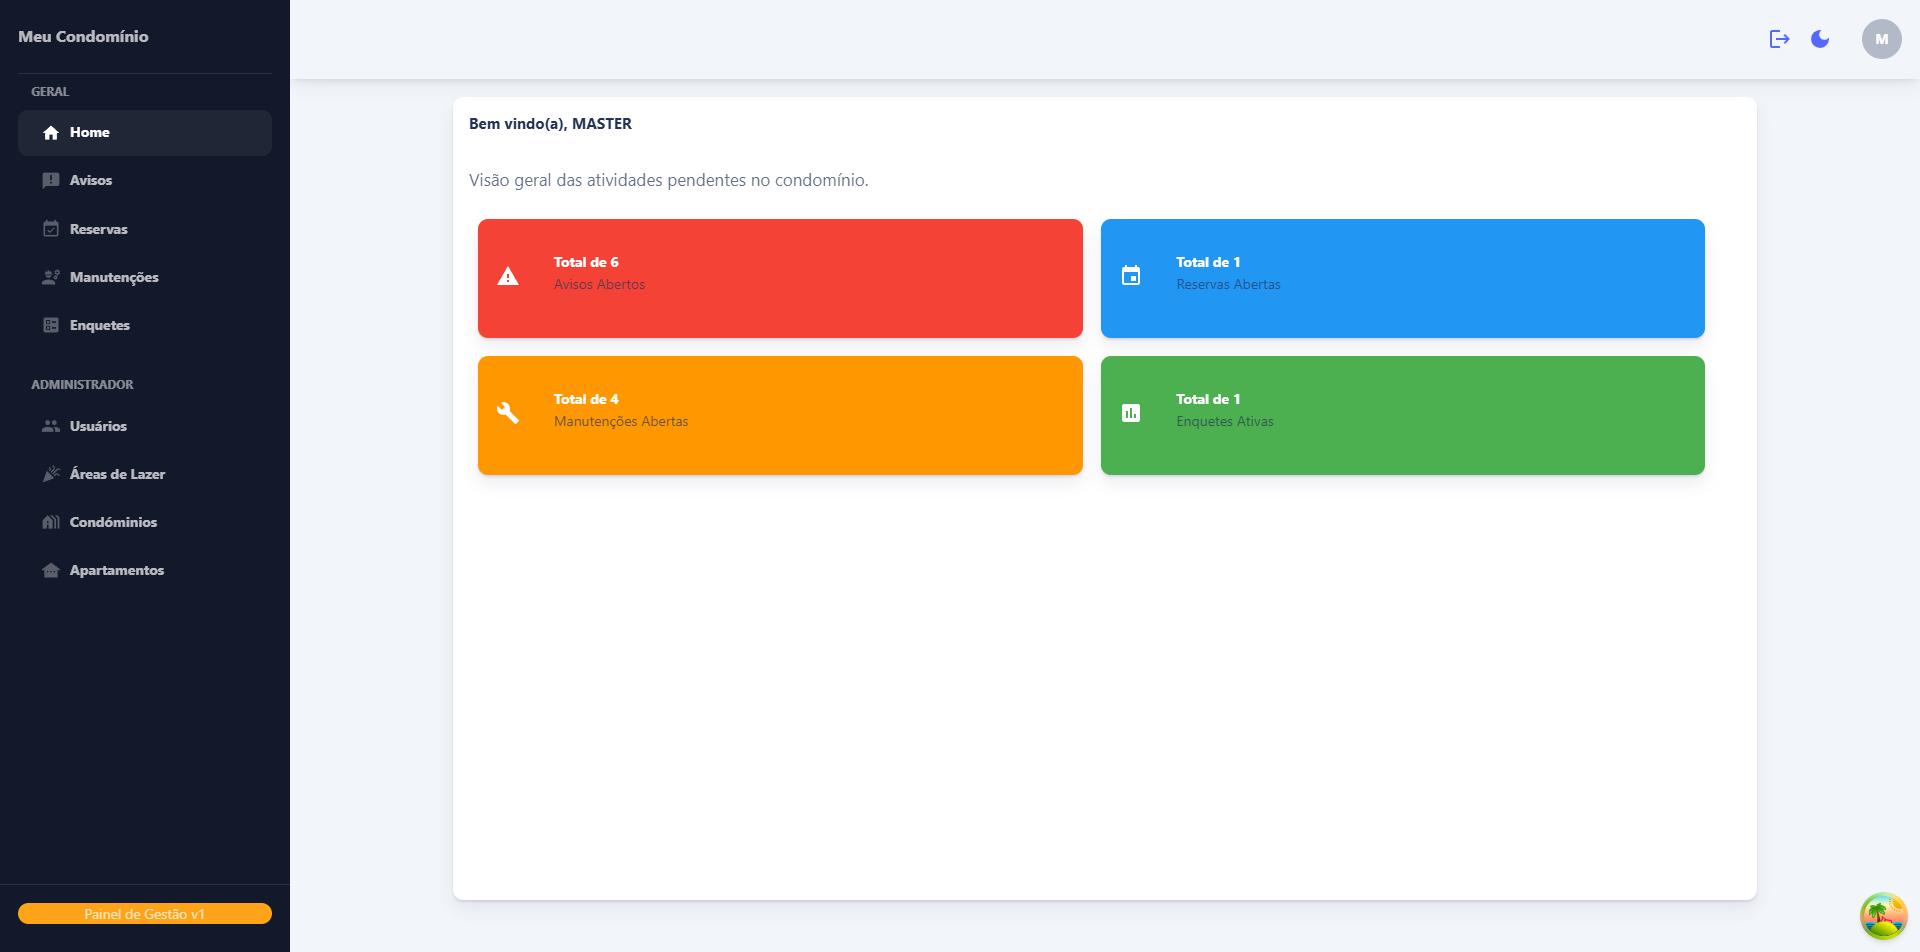 Meu Condomínio
GERAL
Home
Avisos
Reservas
Manutenções
Enquetes
ADMINISTRADOR
Usuários
Áreas de Lazer
Condóminios
Apartamentos
Painel de Gestão v1
M
Bem vindo(a), MASTER
Visão geral das atividades pendentes no condomínio.
Total de 6
Avisos Abertos
Total de 1
Reservas Abertas
Total de 4
Manutenções Abertas
Total de 1
Enquetes Ativas